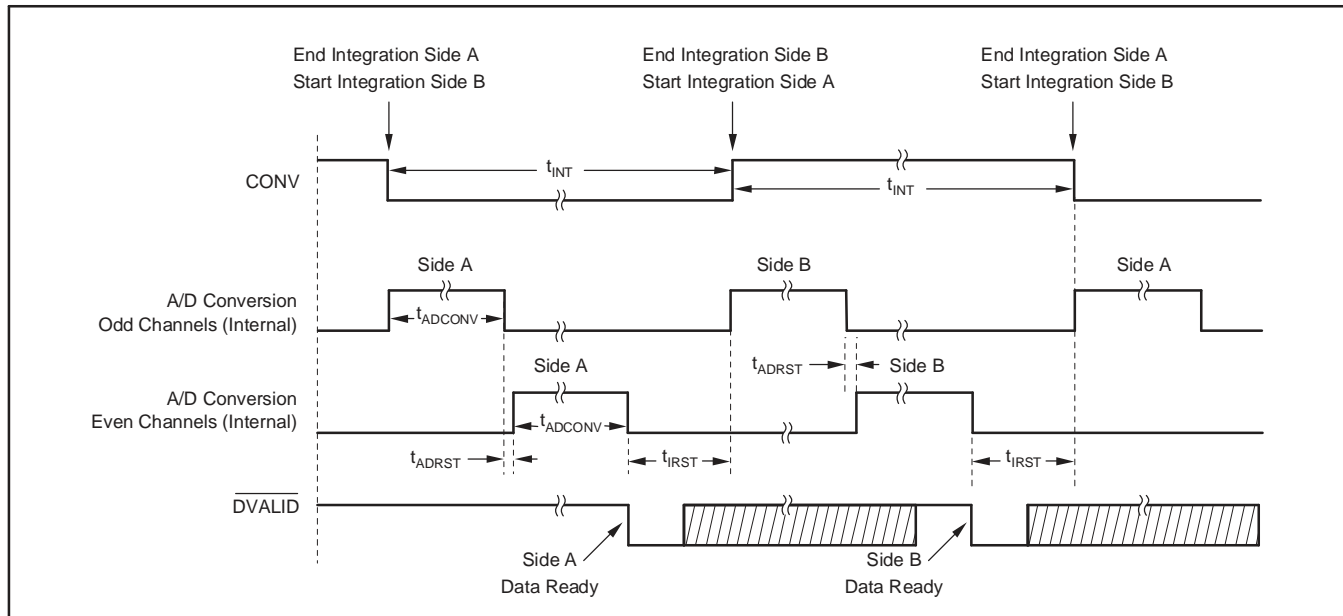 End Integration Side A
Start Integration Side B
End Integration Side B
Start Integration Side A
End Integration Side A
Start Integration Side B
CONV
tINT
tINT
Side A
Side B
Side A
A/D Conversion
Odd Channels (Internal)
tADCONV
Side A
tADRST
Side B
A/D Conversion
Even Channels (Internal)
tADCONV
tADRST
tIRST
tIRST
DVALID
Side A
Data Ready
Side B
Data Ready